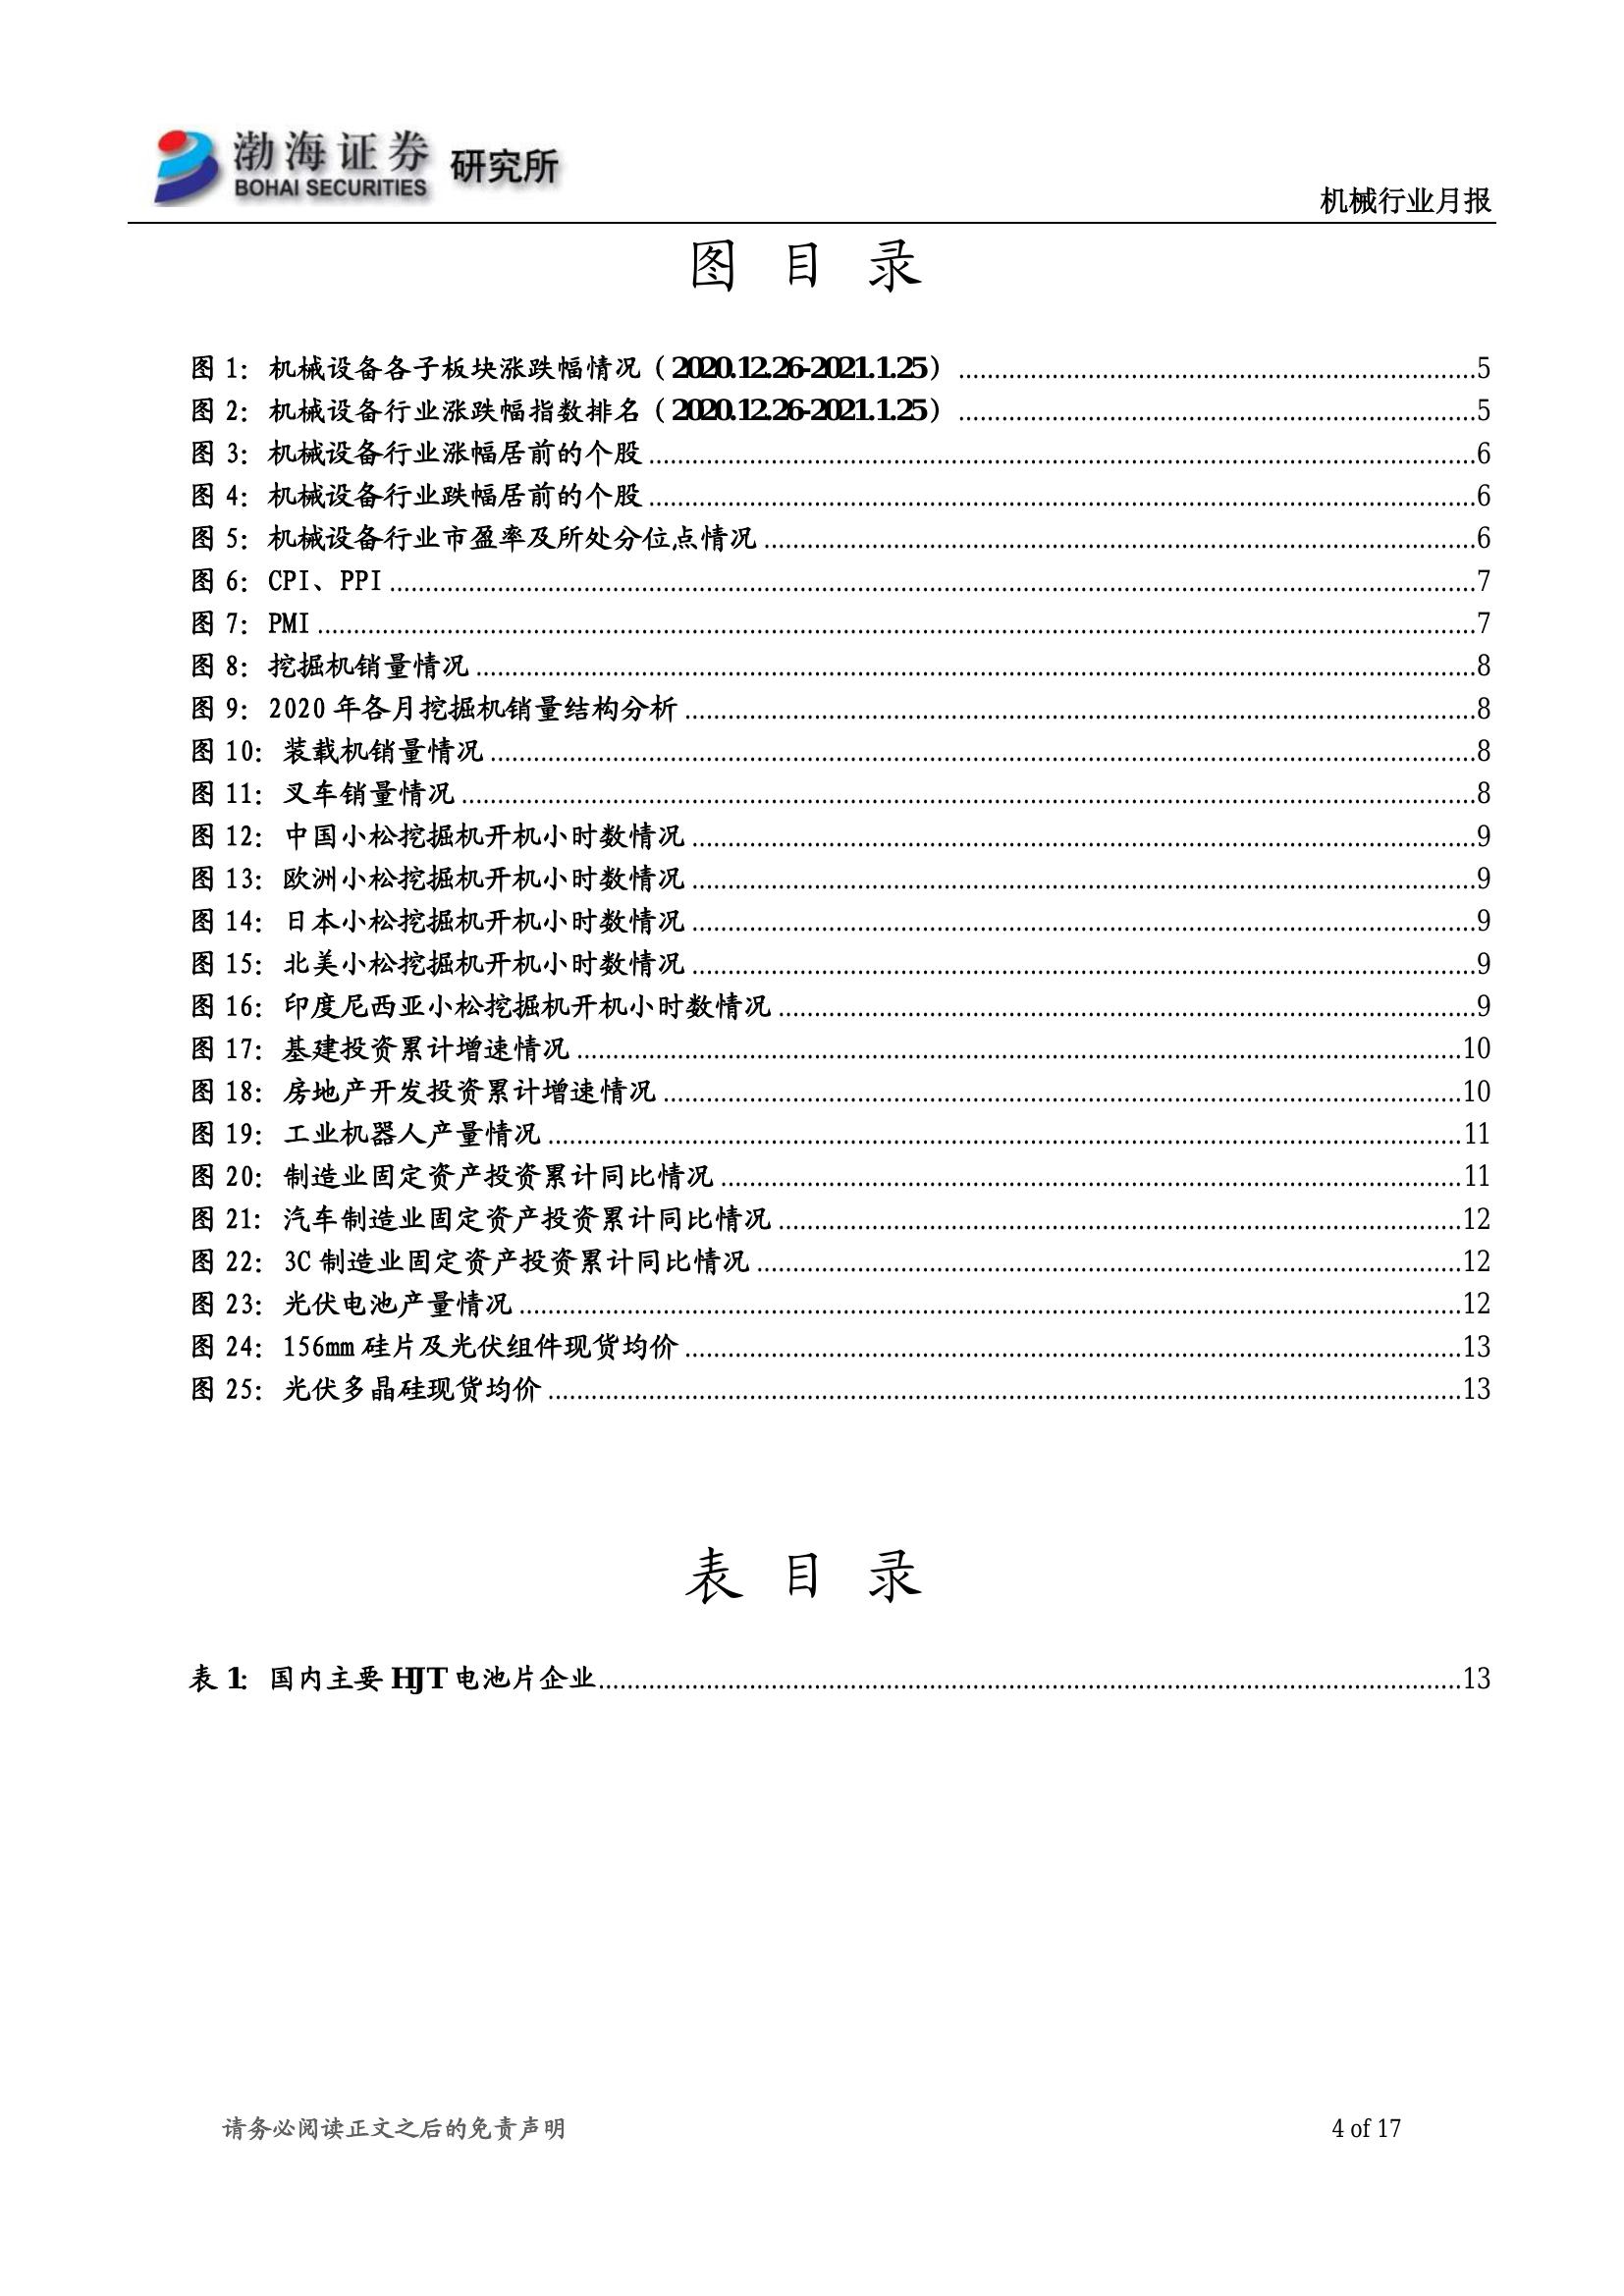 渤海证券 研究所
BOHAI SECURITIES
机械行业月报
图 目 录
图 1：机械设备各子板块涨跌幅情况（2020.12.26-2021.1.25）........................................5
图 2：机械设备行业涨跌幅指数排名（2020.12.26-2021.1.25）........................................5
图 3：机械设备行业涨幅居前的个股........................................6
图 4：机械设备行业跌幅居前的个股........................................6
图 5：机械设备行业市盈率及所处分位点情况........................................6
图 6：CPI、PPI........................................7
图 7：PMI........................................7
图 8：挖掘机销量情况........................................8
图 9：2020 年各月挖掘机销量结构分析........................................8
图 10：装载机销量情况........................................8
图 11：叉车销量情况........................................8
图 12：中国小松挖掘机开机小时数情况........................................9
图 13：欧洲小松挖掘机开机小时数情况........................................9
图 14：日本小松挖掘机开机小时数情况........................................9
图 15：北美小松挖掘机开机小时数情况........................................9
图 16：印度尼西亚小松挖掘机开机小时数情况........................................9
图 17：基建投资累计增速情况........................................10
图 18：房地产开发投资累计增速情况........................................10
图 19：工业机器人产量情况........................................11
图 20：制造业固定资产投资累计同比情况........................................11
图 21：汽车制造业固定资产投资累计同比情况........................................12
图 22：3C 制造业固定资产投资累计同比情况........................................12
图 23：光伏电池产量情况........................................12
图 24：156mm 硅片及光伏组件现货均价........................................13
图 25：光伏多晶硅现货均价........................................13
表 目 录
表 1：国内主要 HJT 电池片企业........................................13
请务必阅读正文之后的免责声明
4 of 17